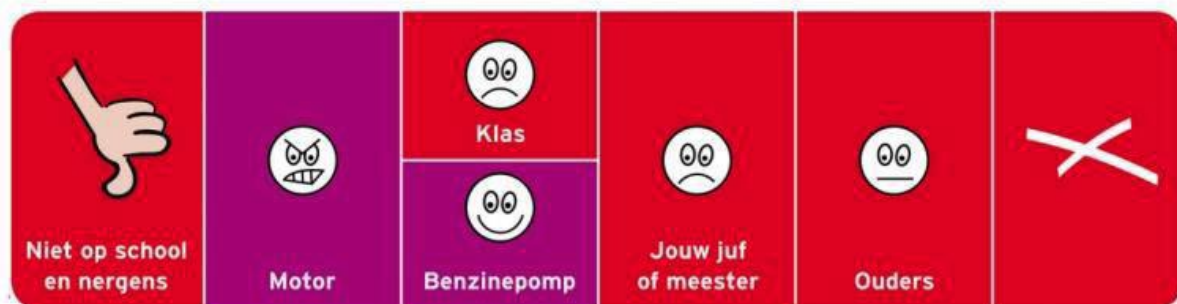 Niet op school
en nergens
Motor
Klas
Benzinepomp
Jouw juf
of meester
Ouders